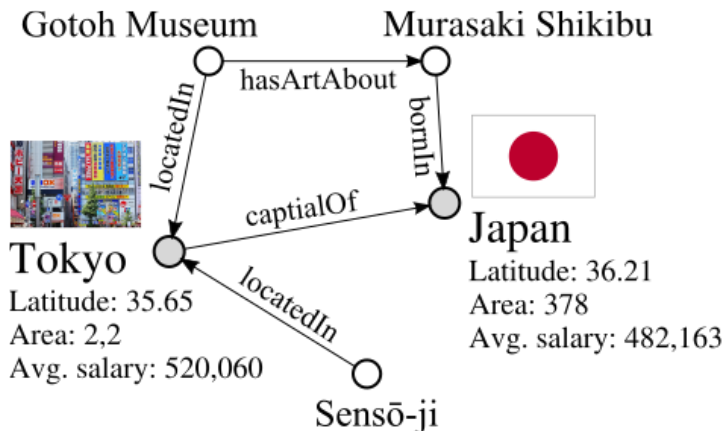 Gotoh Museum
Murasaki Shikibu
hasArtAbout
locatedIn
bornIn
captialOf
Tokyo
Latitude: 35.65
Area: 2,2
Avg. salary: 520,060
Japan
Latitude: 36.21
Area: 378
Avg. salary: 482,163
locatedIn
Sensō-ji